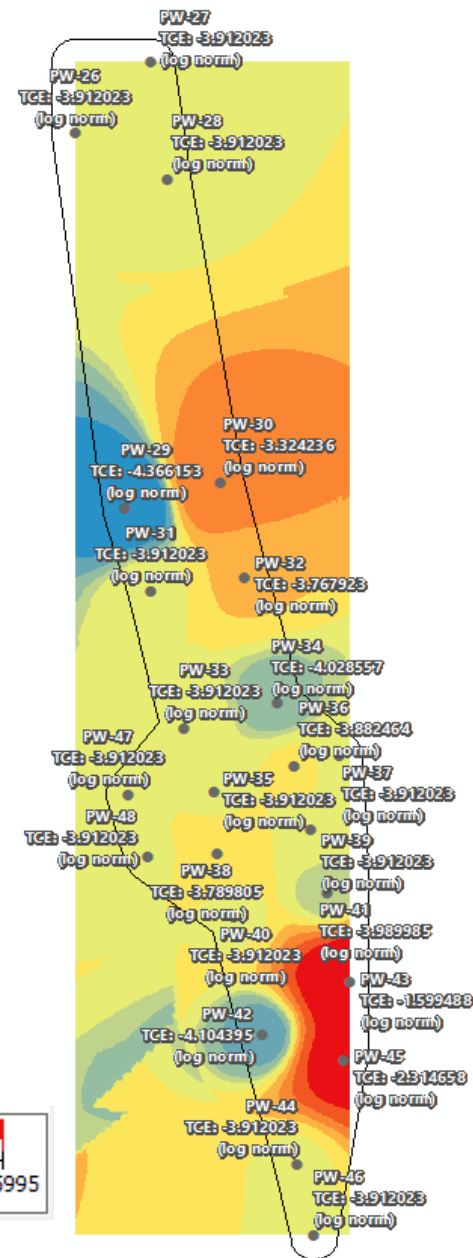 PW-27
TCE: -3.912023
(log norm)
PW-26
TCE: -3.912023
(log norm)
PW-28
TCE: -3.912023
(log norm)
PW-30
TCE: -3.324236
(log norm)
PW-29
TCE: -4.366153
(log norm)
PW-31
TCE: -3.912023
(log norm)
PW-32
TCE: -3.767923
(log norm)
PW-34
TCE: -4.028557
(log norm)
PW-33
TCE: -3.912023
(log norm)
PW-36
TCE: -3.882464
(log norm)
PW-47
TCE: -3.912023
(log norm)
PW-35
TCE: -3.912023
(log norm)
PW-37
TCE: -3.912023
(log norm)
PW-48
TCE: -3.912023
(log norm)
PW-39
TCE: -3.912023
(log norm)
PW-38
TCE: -3.789805
(log norm)
PW-41
TCE: -3.989985
(log norm)
PW-40
TCE: -3.912023
(log norm)
PW-43
TCE: -1.599488
(log norm)
PW-42
TCE: -4.104395
(log norm)
PW-45
TCE: -2.314658
(log norm)
PW-44
TCE: -3.912023
(log norm)
PW-46
TCE: -3.912023
(log norm)